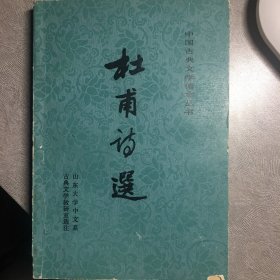 中国古典文学读本丛书
杜甫诗選
山东大学中文系
古典文学教研室选注